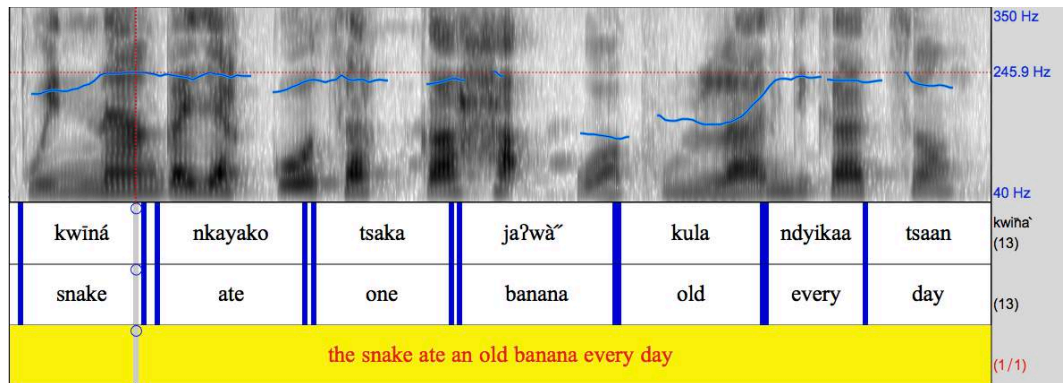 350 Hz
245.9 Hz
40 Hz
kwīná nkayako tsaka jaʔwà˝ kula ndyikaa tsaan
(13)
snake ate one banana old every day
(13)
the snake ate an old banana every day
(1/1)